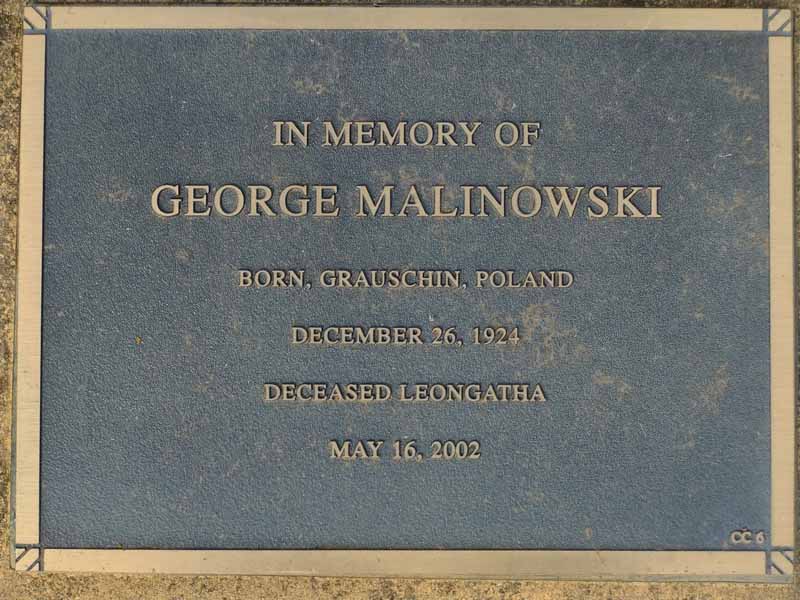 IN MEMORY OF
GEORGE MALINOWSKI
BORN, GRAUSCHIN, POLAND
DECEMBER 26, 1924
DECEASED LEONGATHA
MAY 16, 2002
CC 6